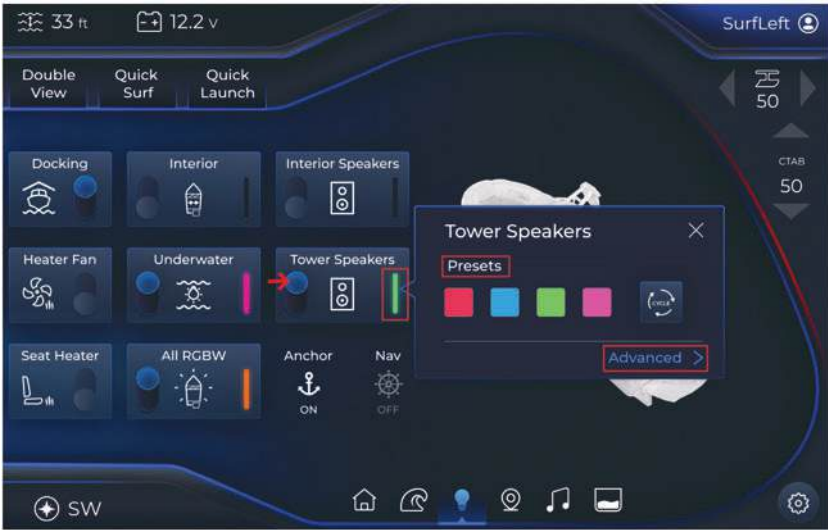 33 ft
12.2 v
SurfLeft
Double View
Quick Surf
Quick Launch
50
CTAB
50
Docking
Interior
Interior Speakers
Heater Fan
Underwater
Tower Speakers
Seat Heater
All RGBW
Anchor
ON
Nav
OFF
Tower Speakers
Presets
CYCLE
Advanced
SW